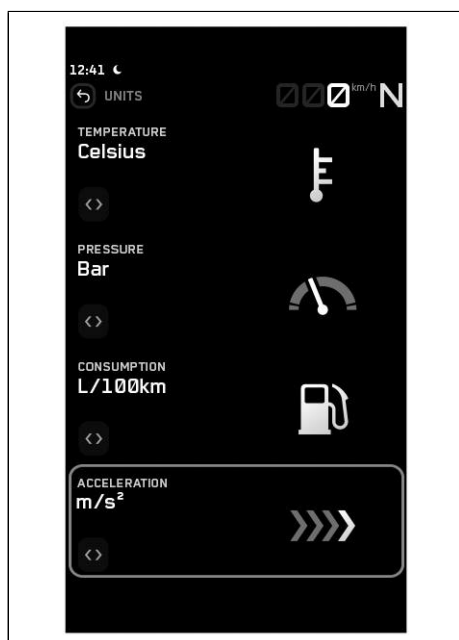 12:41
UNITS
000 km/h N
TEMPERATURE
Celsius
PRESSURE
Bar
CONSUMPTION
L/100km
ACCELERATION
m/s²